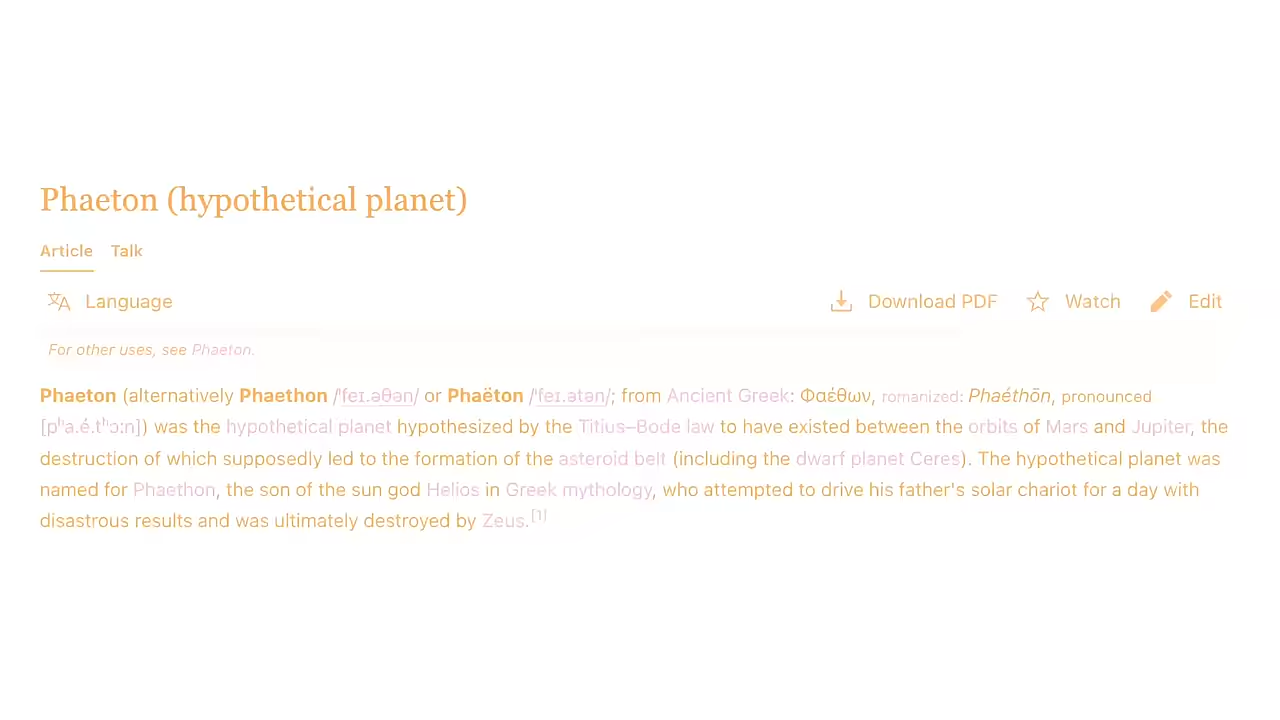 Phaeton (hypothetical planet)
Article Talk
Language Download PDF Watch Edit
For other uses, see Phaeton.
Phaeton (alternatively Phaethon /ˈfeɪ.əθən/ or Phaëton /ˈfeɪ.ətən/; from Ancient Greek: Φαέθων, romanized: Phaéthōn, pronounced
[pʰa.é.tʰɔːn]) was the hypothetical planet hypothesized by the Titius–Bode law to have existed between the orbits of Mars and Jupiter, the
destruction of which supposedly led to the formation of the asteroid belt (including the dwarf planet Ceres). The hypothetical planet was
named for Phaethon, the son of the sun god Helios in Greek mythology, who attempted to drive his father's solar chariot for a day with
disastrous results and was ultimately destroyed by Zeus.[1]